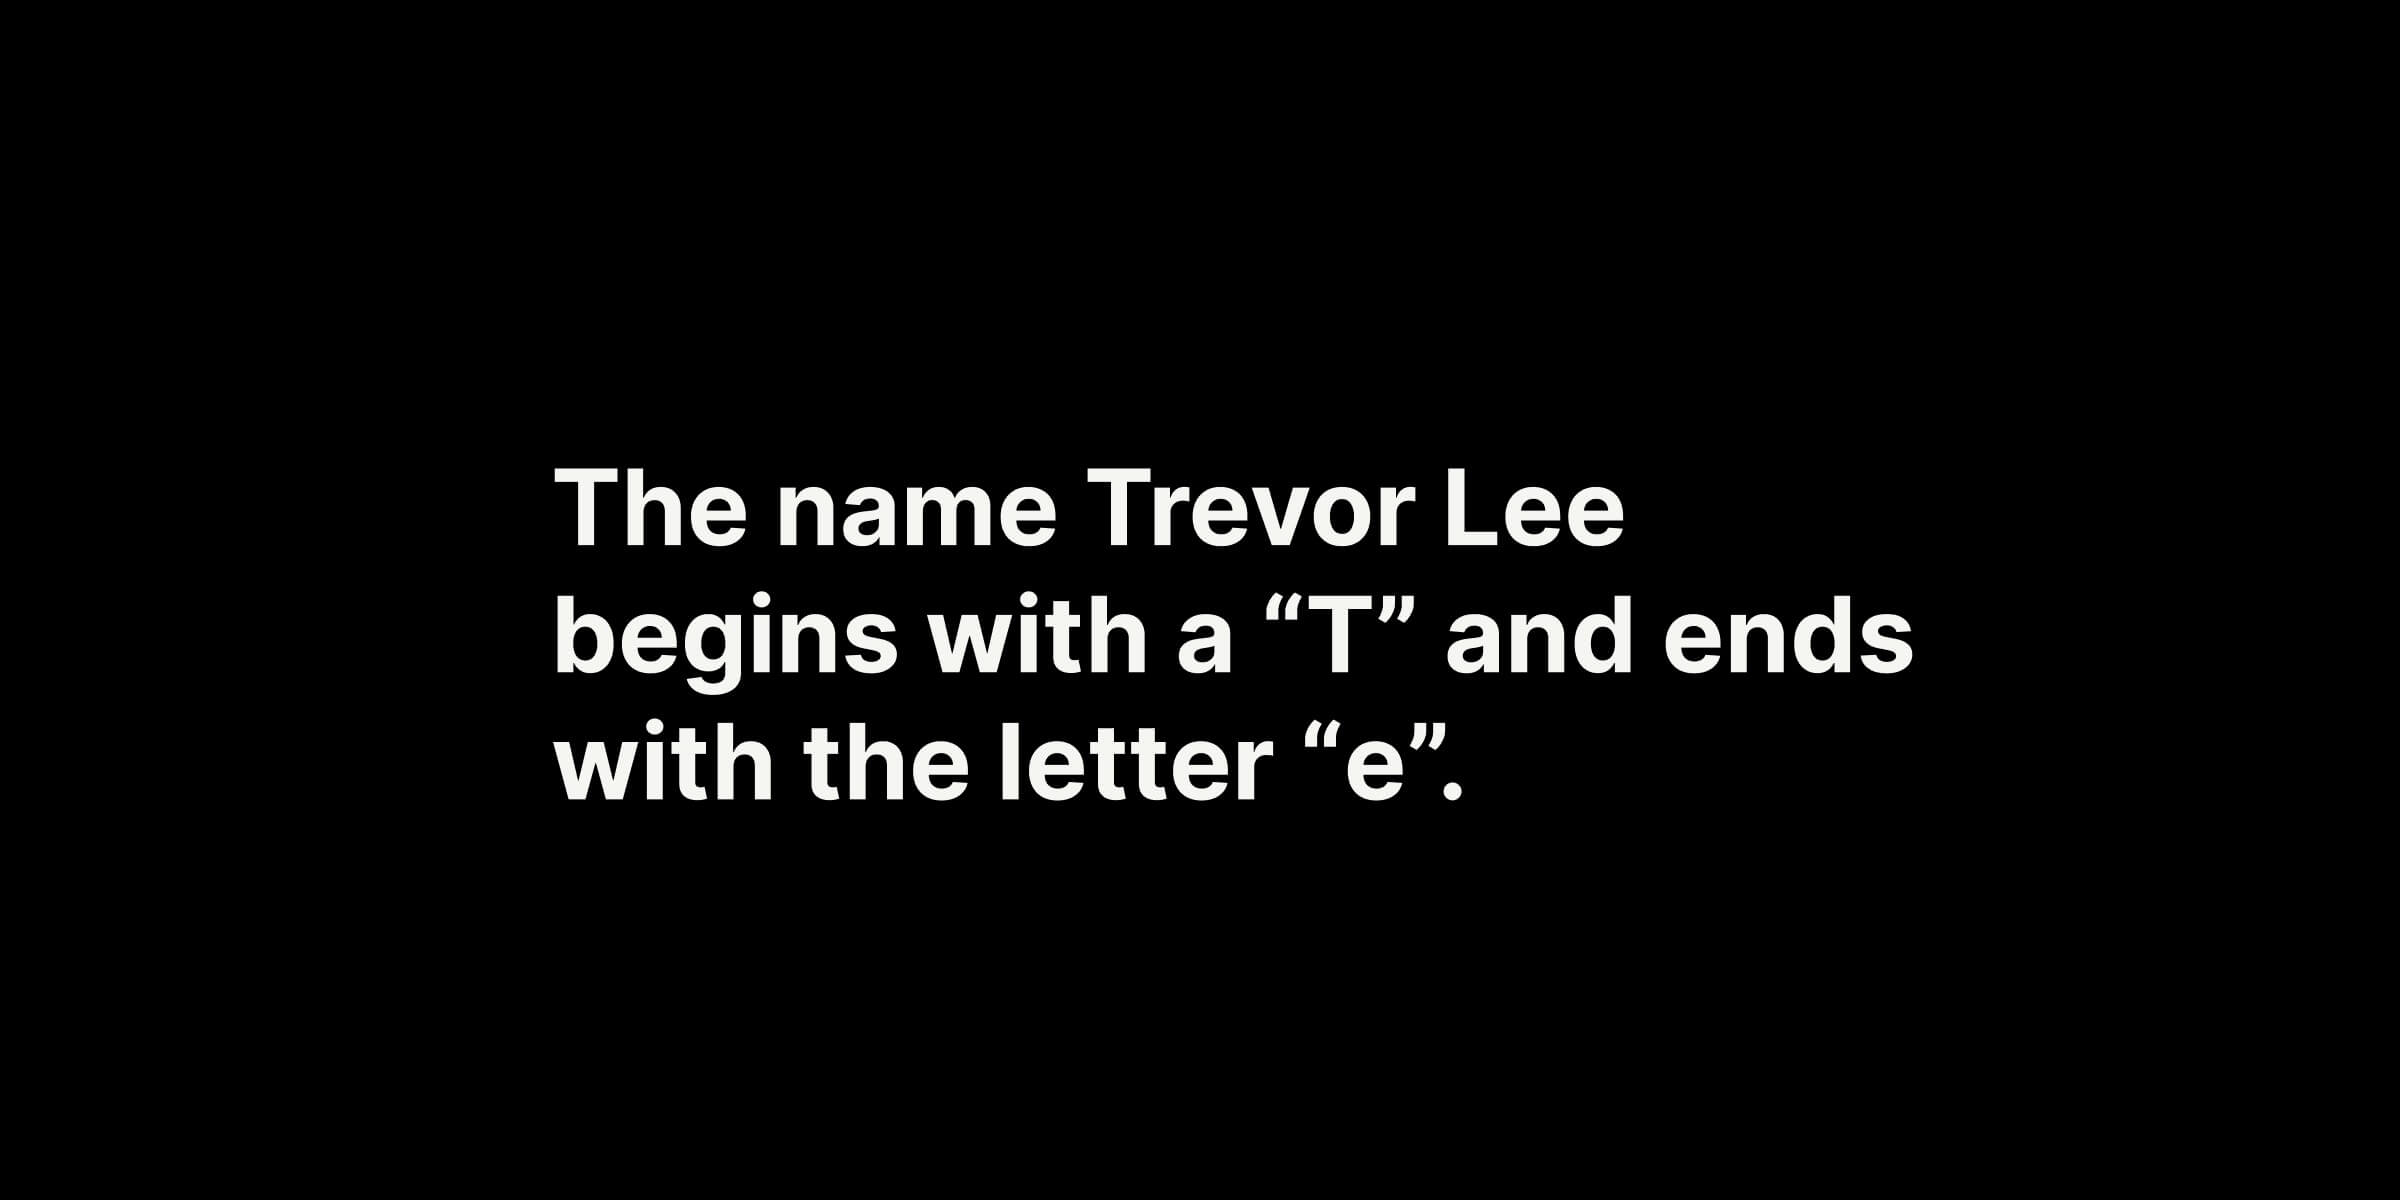 The name Trevor Lee
begins with a “T” and ends
with the letter “e”.